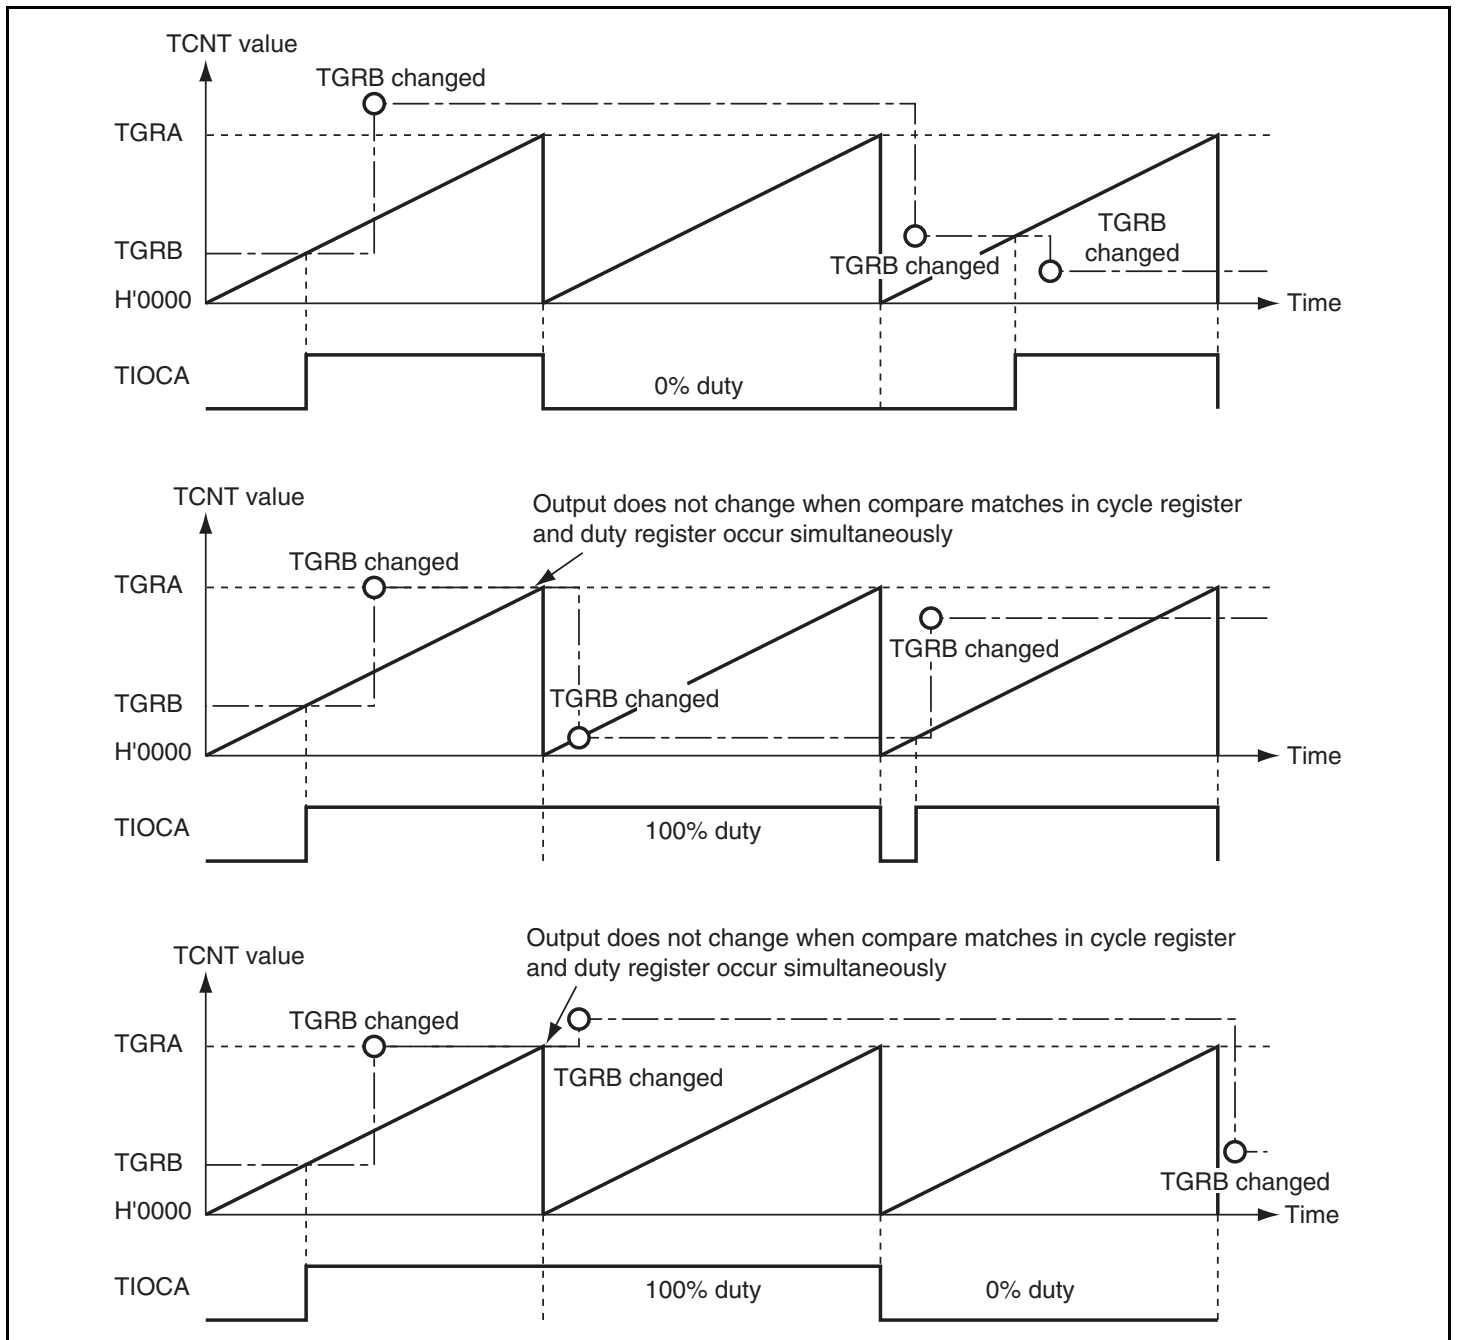 TCNT value
TGRB changed
TGRA
TGRB
changed
TGRB
TGRB changed
H'0000
Time
TIOCA
0% duty
TCNT value
Output does not change when compare matches in cycle register
and duty register occur simultaneously
TGRB changed
TGRA
TGRB changed
TGRB changed
TGRB
H'0000
Time
TIOCA
100% duty
Output does not change when compare matches in cycle register
and duty register occur simultaneously
TCNT value
TGRB changed
TGRA
TGRB changed
TGRB
TGRB changed
H'0000
Time
TIOCA
100% duty
0% duty